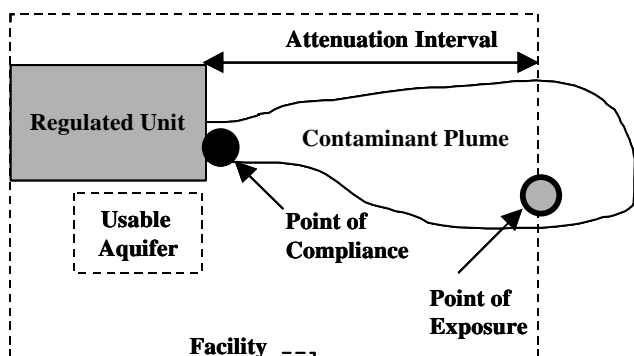 Attenuation Interval
Regulated Unit
Contaminant Plume
Usable
Aquifer
Point of
Compliance
Point of
Exposure
Facility